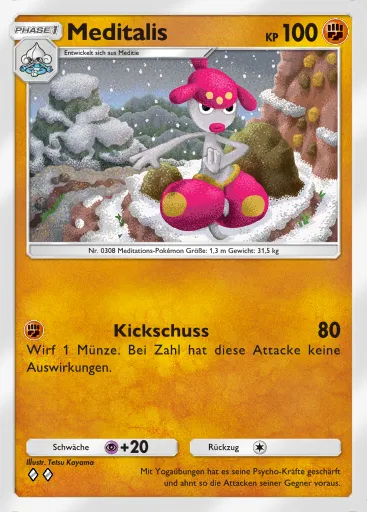 PHASE 1
Meditalis
KP 100
Entwickelt sich aus Meditie
Nr. 0308 Meditations-Pokémon Größe: 1,3 m Gewicht: 31,5 kg
Kickschuss 80
Wirf 1 Münze. Bei Zahl hat diese Attacke keine
Auswirkungen.
Schwäche +20 Rückzug
Illustr. Tetsu Kayama
Mit Yogaübungen hat es seine Psycho-Kräfte geschärft
und ahnt so die Attacken seiner Gegner voraus.